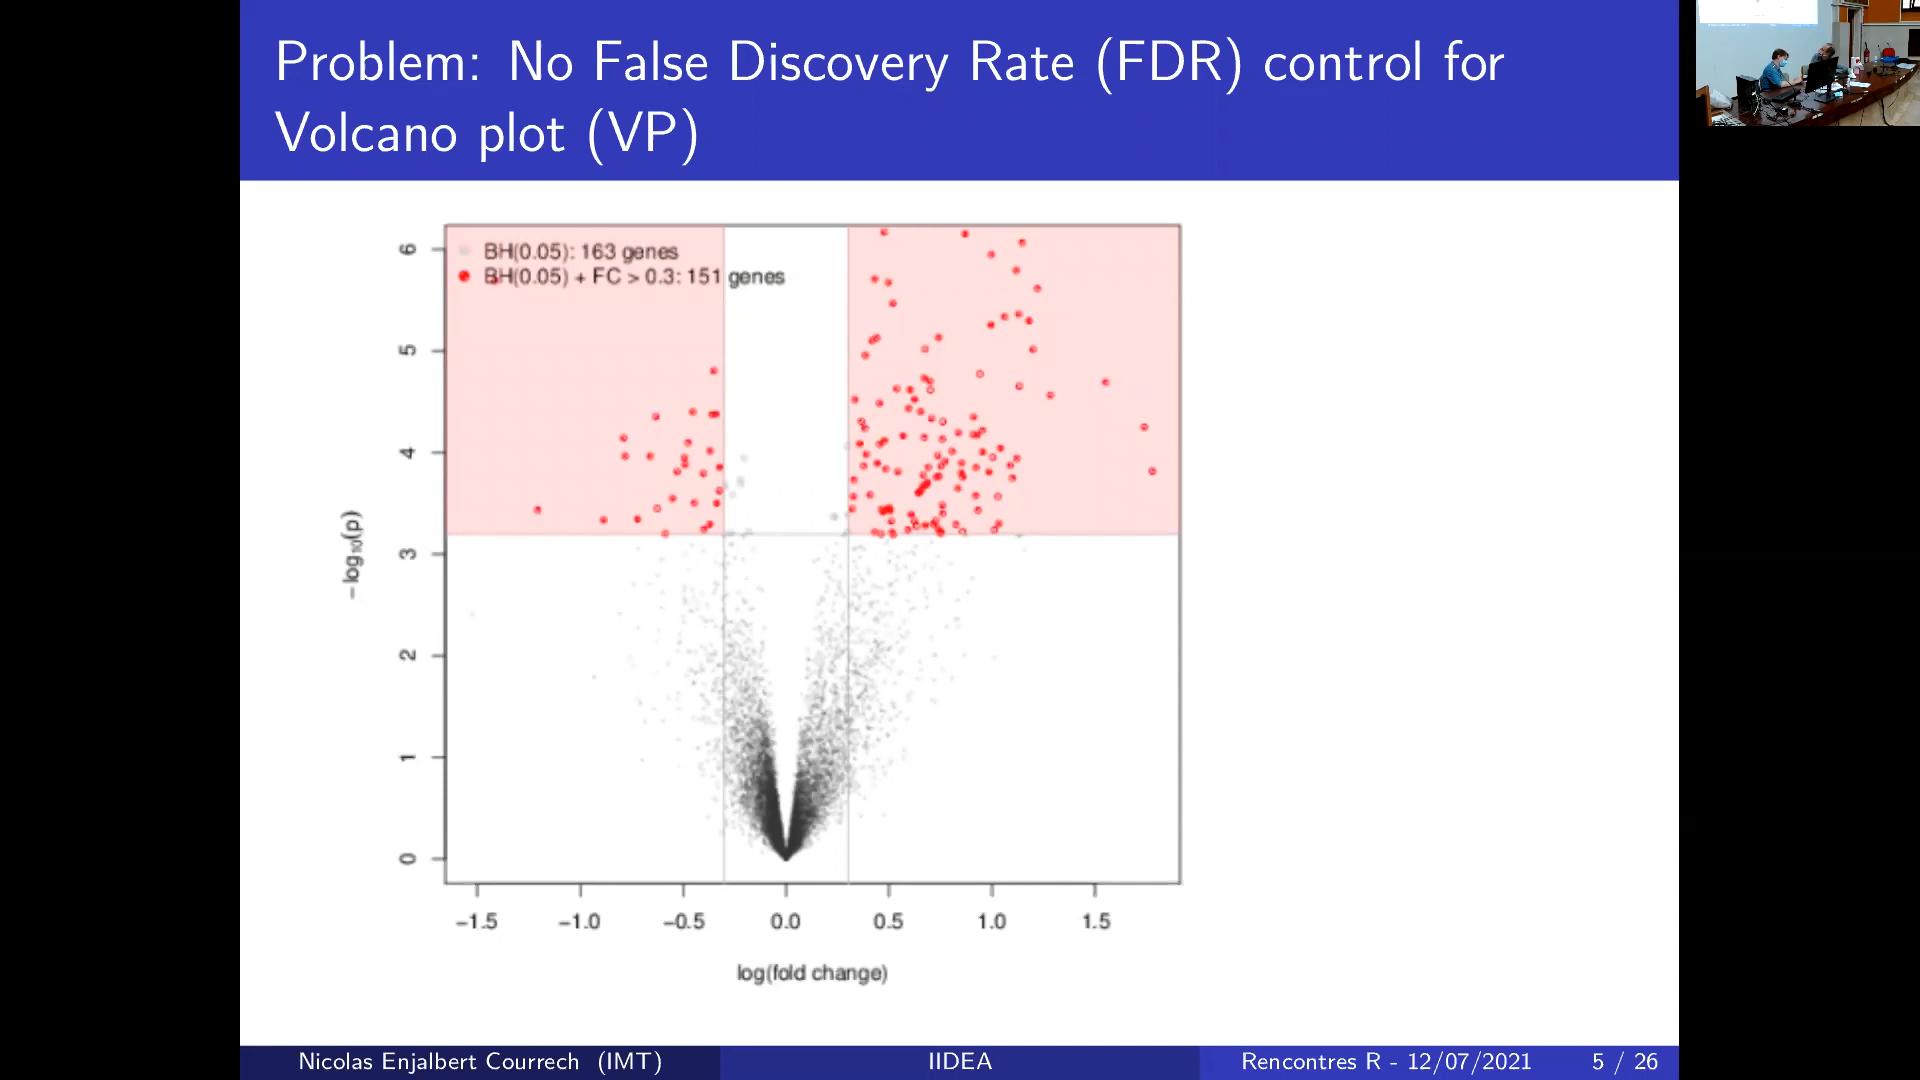 Problem: No False Discovery Rate (FDR) control for
Volcano plot (VP)
BH(0.05): 163 genes
BH(0.05) + FC > 0.3: 151 genes
6
5
4
3
2
1
0
−log10(p)
−1.5 −1.0 −0.5 0.0 0.5 1.0 1.5
log(fold change)
Nicolas Enjalbert Courrech (IMT) IIDEA Rencontres R - 12/07/2021 5 / 26